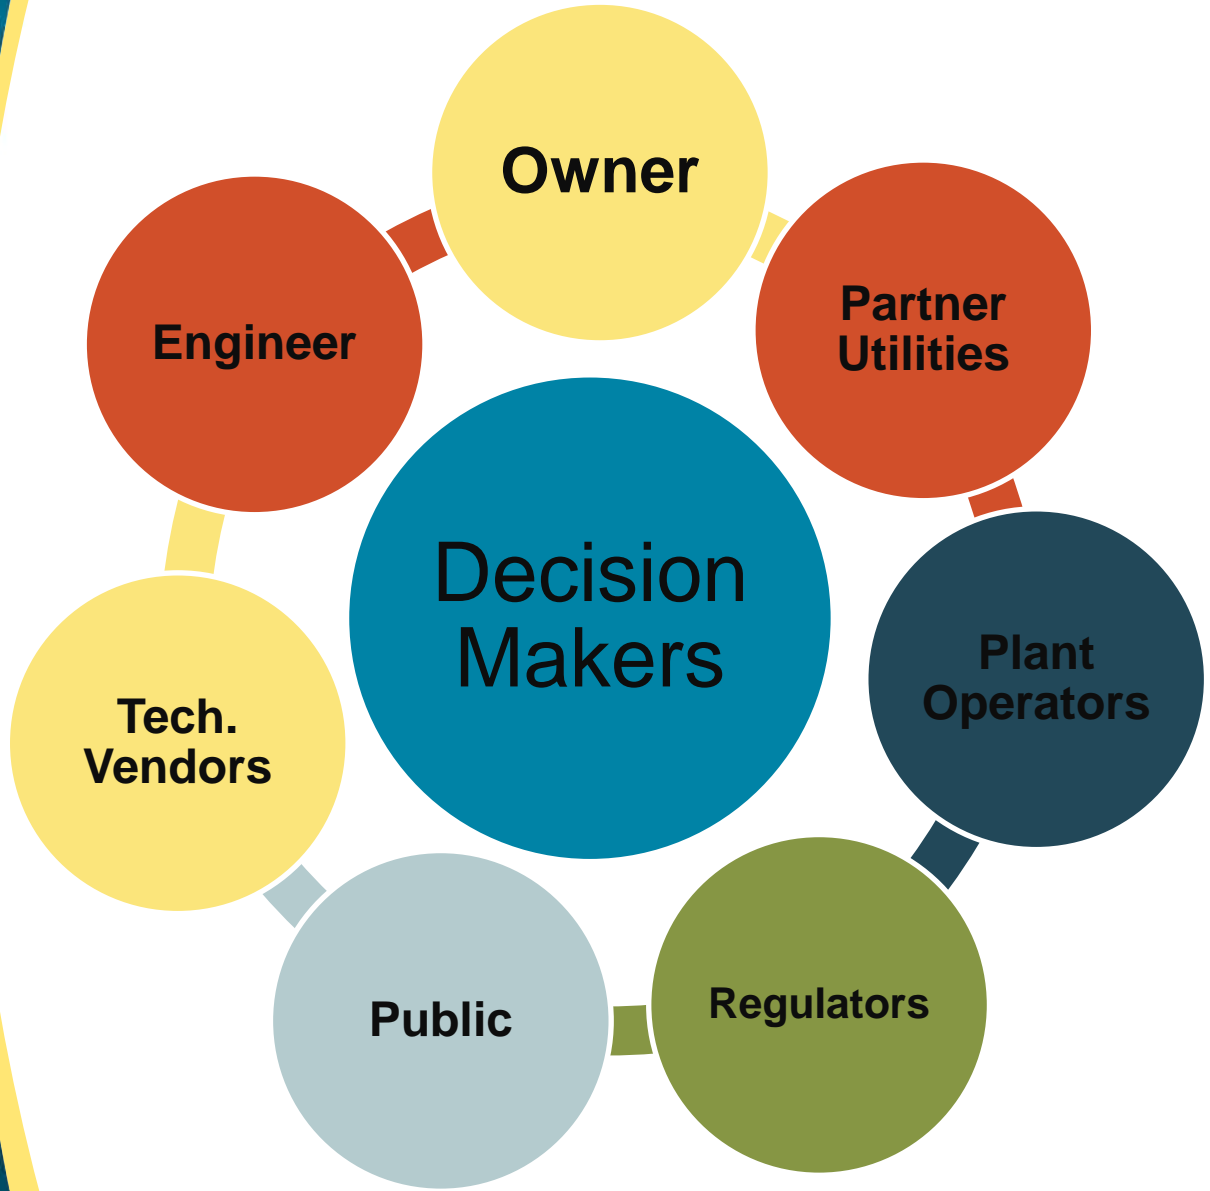 Owner
Partner
Utilities
Engineer
Decision
Makers
Plant
Operators
Tech.
Vendors
Regulators
Public